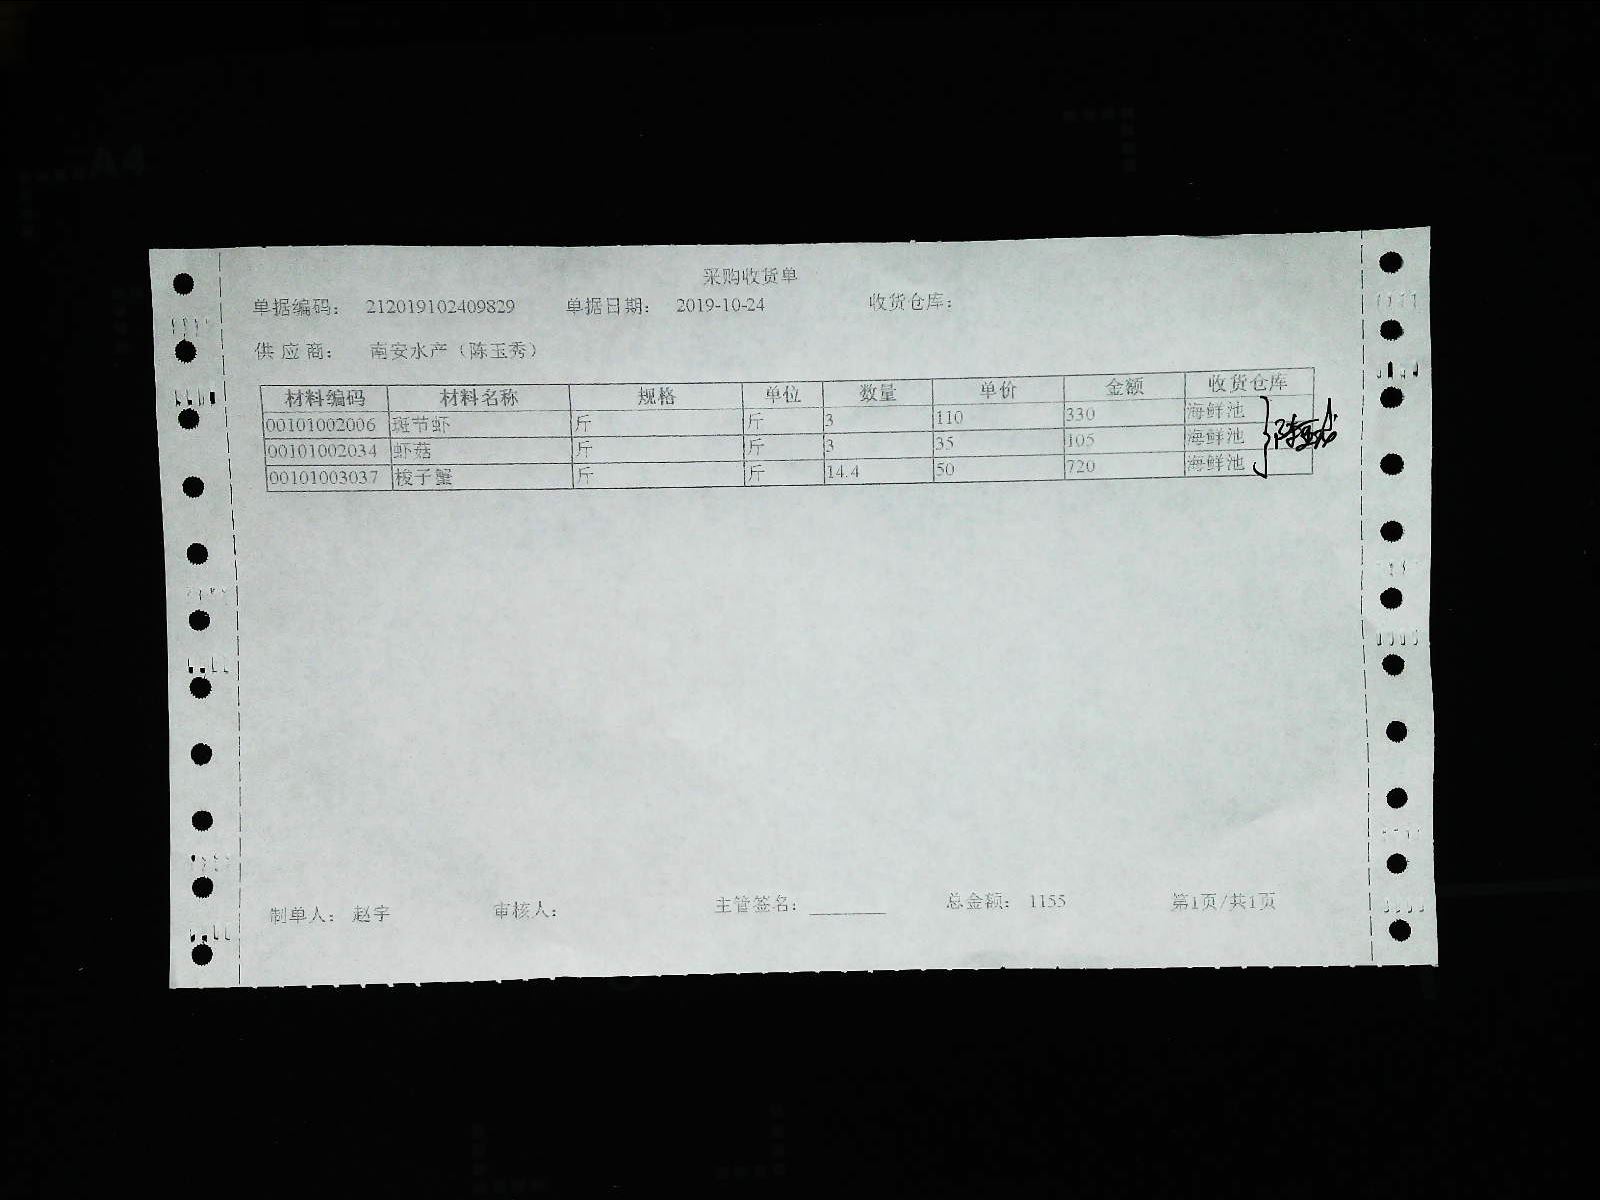 采购收货单
单据编码： 212019102409829 单据日期： 2019-10-24 收货仓库：
供 应 商： 南安水产（陈玉秀）
材料编码 材料名称 规格 单位 数量 单价 金额 收货仓库
00101002006 斑节虾 斤 斤 3 110 330 海鲜池
00101002034 虾菇 斤 斤 3 35 105 海鲜池
00101003037 梭子蟹 斤 斤 14.4 50 720 海鲜池
制单人： 赵宇 审核人： 主管签名： 总金额： 1155 第1页/共1页